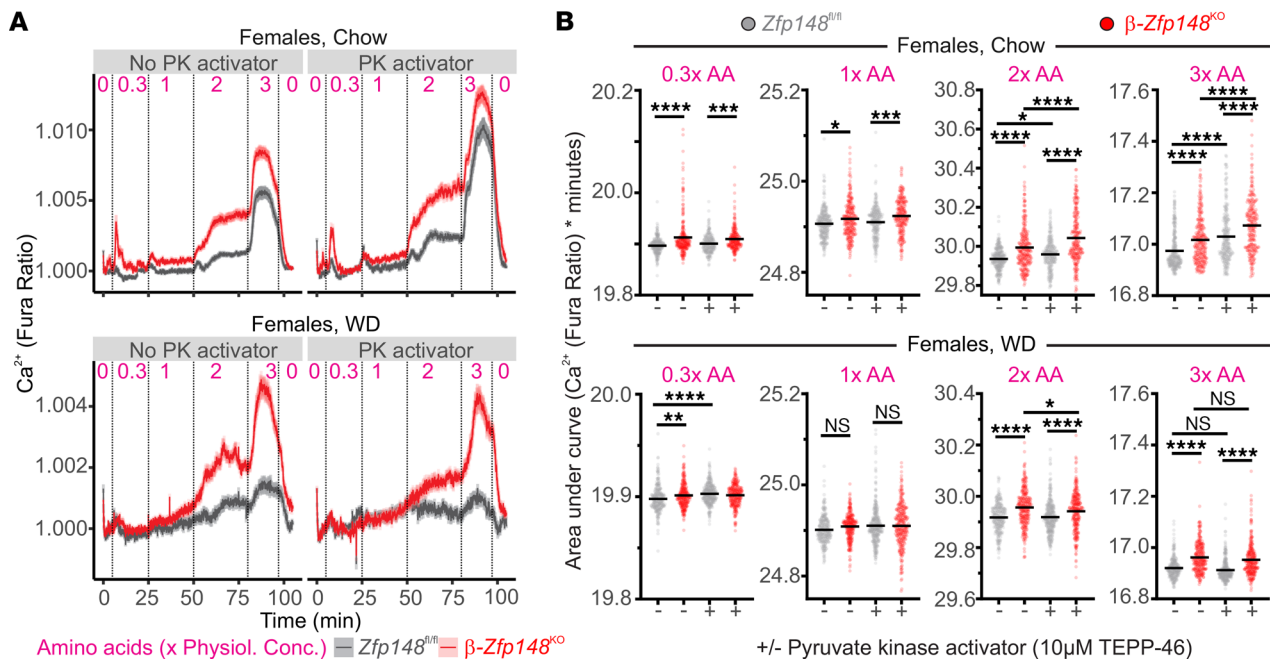 A
Females, Chow
No PK activator
PK activator
0 0.3 1 2 3 0
0 0.3 1 2 3 0
1.010
1.005
1.000
Females, WD
No PK activator
PK activator
0 0.3 1 2 3 0
0 0.3 1 2 3 0
1.004
1.002
1.000
Ca²⁺ (Fura Ratio)
0 25 50 75 100
0 25 50 75 100
Time (min)
Amino acids (x Physiol. Conc.)
Zfp148fl/fl
β-Zfp148KO
B
Zfp148fl/fl
β-Zfp148KO
Females, Chow
0.3x AA
20.2
20.0
19.8
**** ***
- - + +
1x AA
25.2
25.0
24.8
* ***
- - + +
2x AA
30.8
30.6
30.4
30.2
30.0
29.8
****
*
**** ****
- - + +
3x AA
17.6
17.4
17.2
17.0
16.8
****
****
****
****
- - + +
Females, WD
0.3x AA
20.0
19.9
19.8
****
**
- - + +
1x AA
25.2
25.0
24.8
NS NS
- - + +
2x AA
30.4
30.2
30.0
29.8
29.6
*
**** ****
- - + +
3x AA
17.6
17.4
17.2
17.0
16.8
NS
NS
**** ****
- - + +
Area under curve (Ca²⁺ (Fura Ratio) * minutes)
+/- Pyruvate kinase activator (10µM TEPP-46)